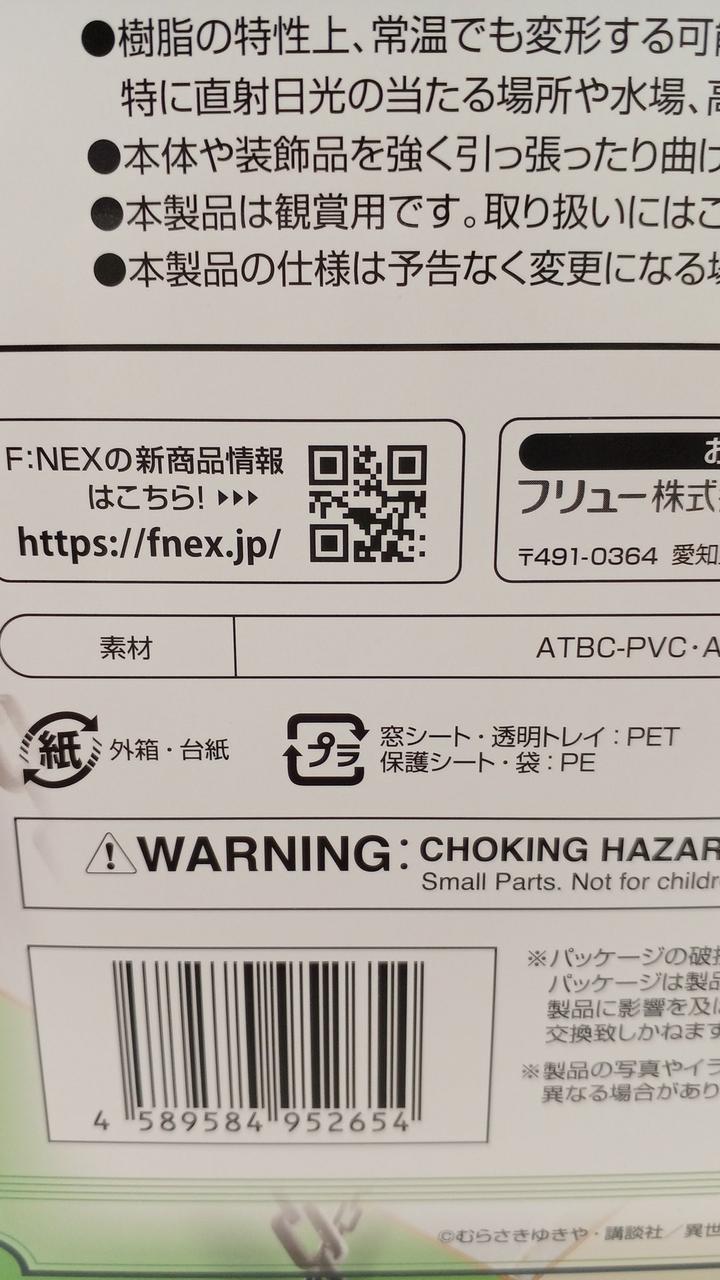 ●樹脂の特性上、常温でも変形する可
特に直射日光の当たる場所や水場、高
●本体や装飾品を強く引っ張ったり曲げ
●本製品は観賞用です。取り扱いにはご
●本製品の仕様は予告なく変更になる場
F:NEXの新商品情報
はこちら!
https://fnex.jp/
お
フリュー株式
〒491-0364 愛知
素材
ATBC-PVC・A
紙 外箱・台紙
プラ 窓シート・透明トレイ:PET
保護シート・袋:PE
WARNING: CHOKING HAZAR
Small Parts. Not for childr
4 589584 952654
※パッケージの破
パッケージは製品
製品に影響を及
交換致しかねます
※製品の写真やイラ
異なる場合があり
©むらさきゆきや・講談社/異世